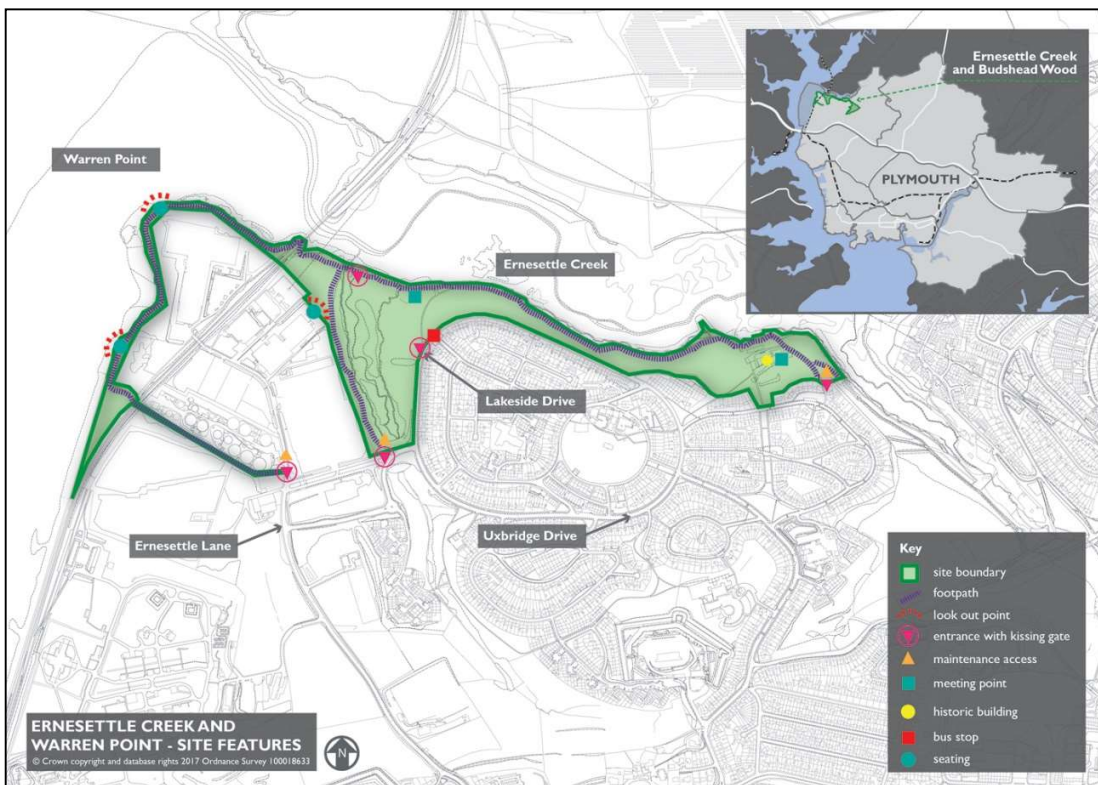 Ernesettle Creek
and Budshead Wood
PLYMOUTH
Warren Point
Ernesettle Creek
Lakeside Drive
Ernesettle Lane
Uxbridge Drive
Key
site boundary
footpath
look out point
entrance with kissing gate
maintenance access
meeting point
historic building
bus stop
seating
ERNESETTLE CREEK AND
WARREN POINT - SITE FEATURES
© Crown copyright and database rights 2017 Ordnance Survey 100018633
N